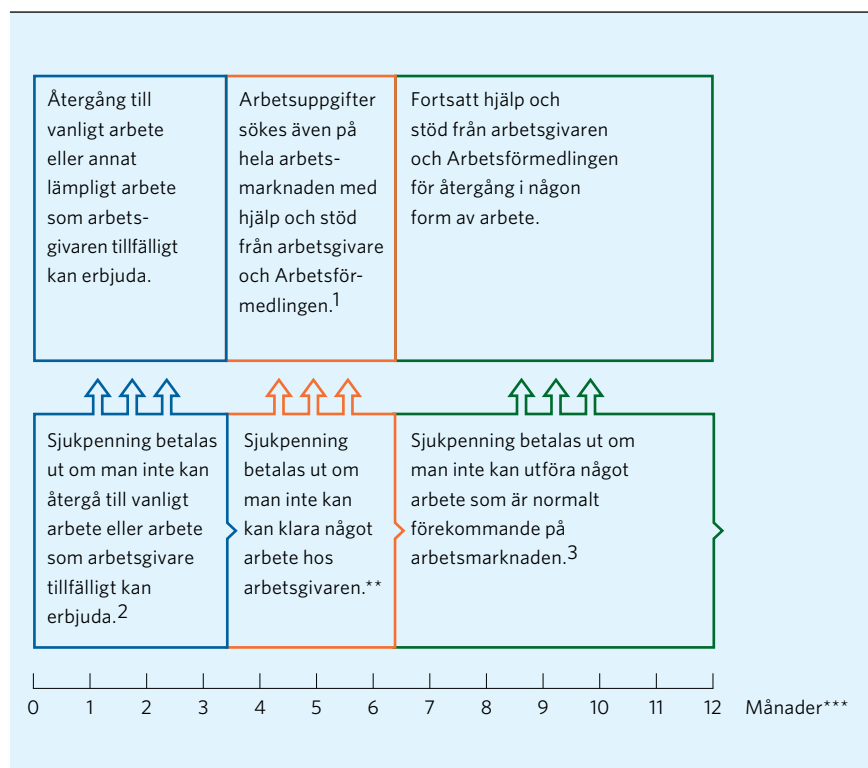 Återgång till
vanligt arbete
eller annat
lämpligt arbete
som arbets-
givaren tillfälligt
kan erbjuda.
Arbetsuppgifter
sökes även på
hela arbets-
marknaden med
hjälp och stöd
från arbetsgivare
och Arbetsför-
medlingen.1
Fortsatt hjälp och
stöd från arbetsgivaren
och Arbetsförmedlingen
för återgång i någon
form av arbete.
Sjukpenning betalas
ut om man inte kan
återgå till vanligt
arbete eller arbete
som arbetsgivare
tillfälligt kan
erbjuda.2
Sjukpenning
betalas ut om
man inte kan
kan klara något
arbete hos
arbetsgivaren.**
Sjukpenning betalas ut om
man inte kan utföra något
arbete som är normalt
förekommande på
arbetsmarknaden.3
0 1 2 3 4 5 6 7 8 9 10 11 12 Månader***